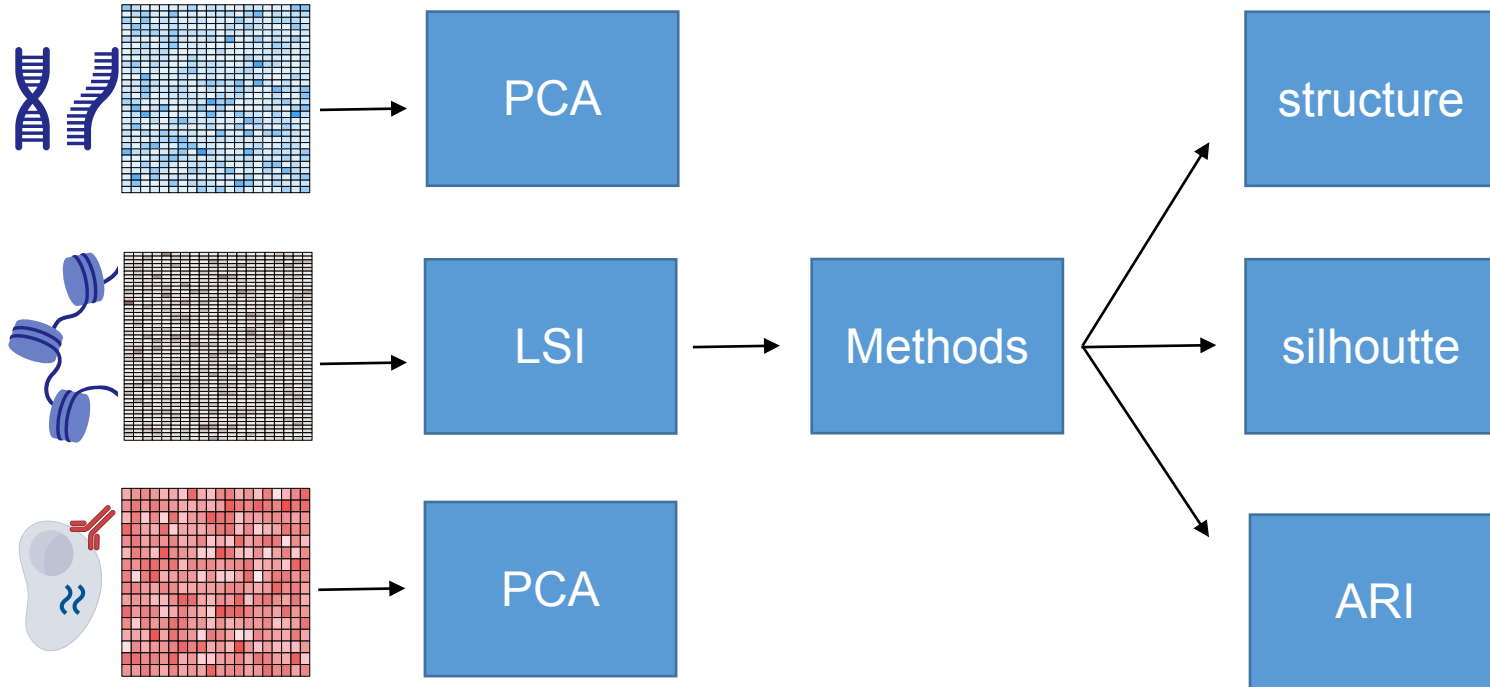 PCA
structure
LSI
Methods
silhoutte
PCA
ARI